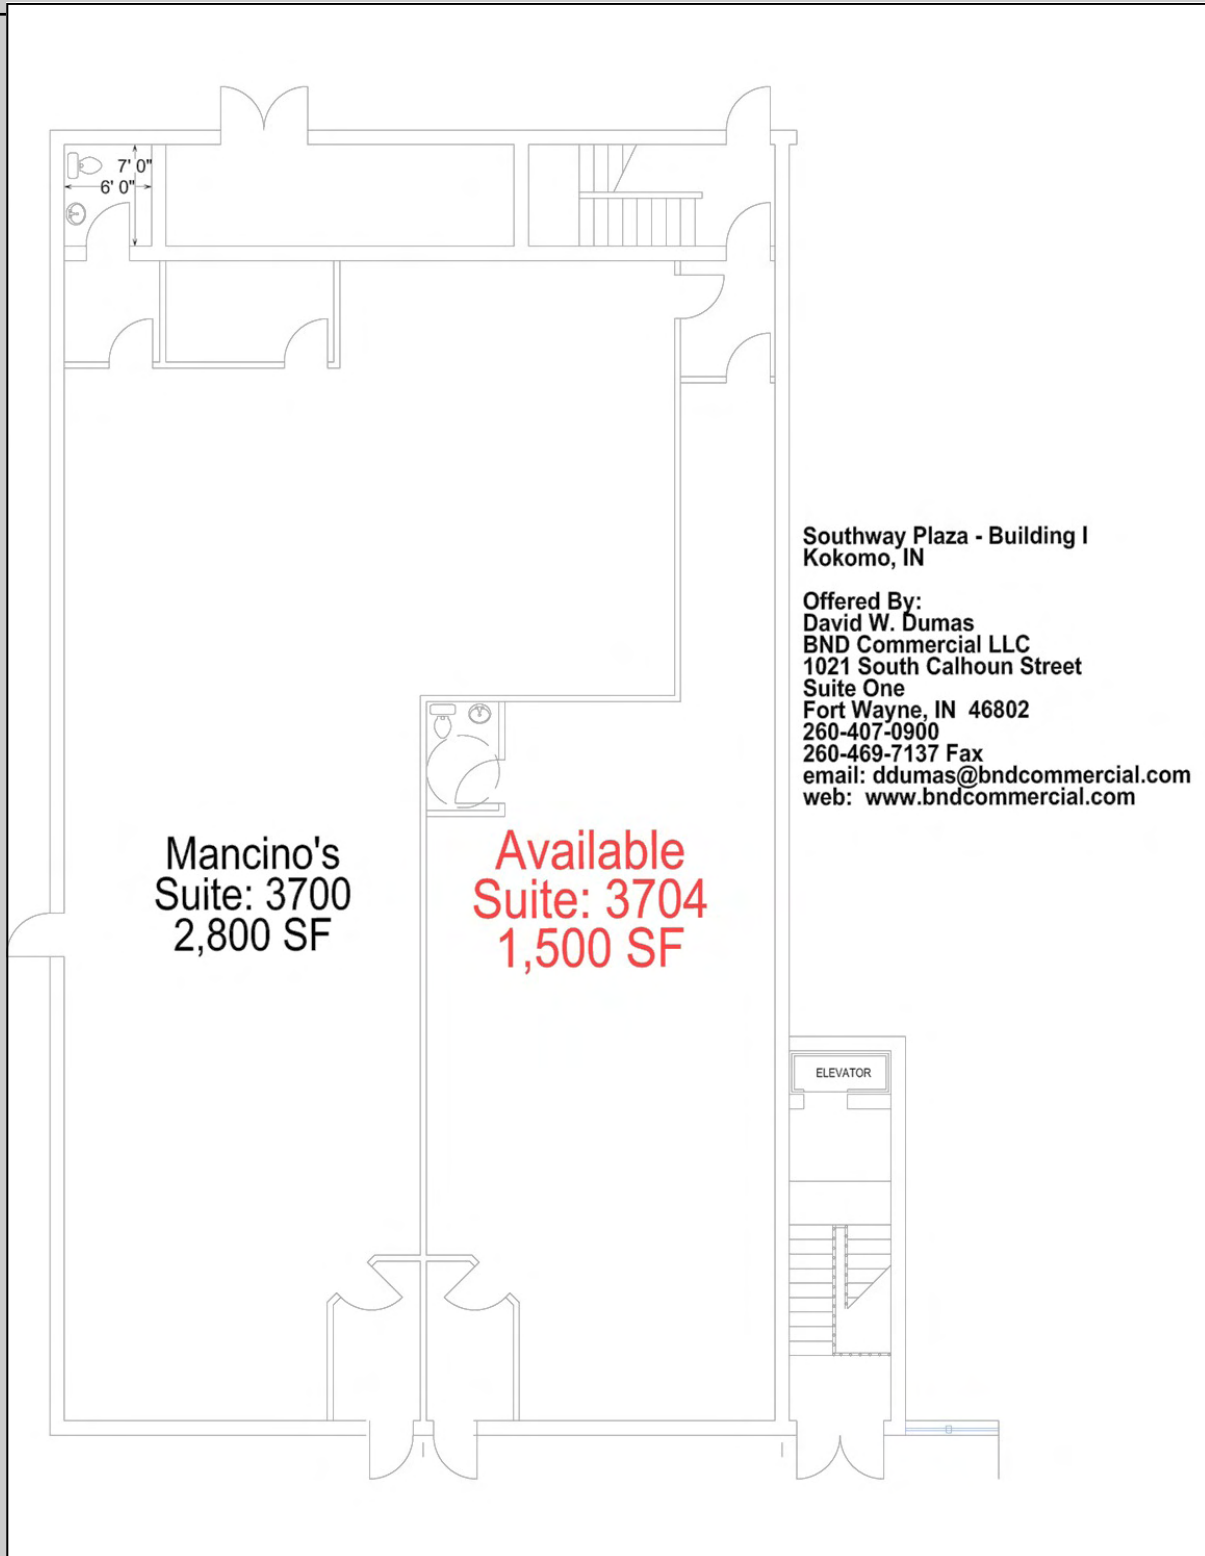 7' 0"
6' 0"
Southway Plaza - Building I
Kokomo, IN
Offered By:
David W. Dumas
BND Commercial LLC
1021 South Calhoun Street
Suite One
Fort Wayne, IN 46802
260-407-0900
260-469-7137 Fax
email: ddumas@bndcommercial.com
web: www.bndcommercial.com
Mancino's
Suite: 3700
2,800 SF
Available
Suite: 3704
1,500 SF
ELEVATOR